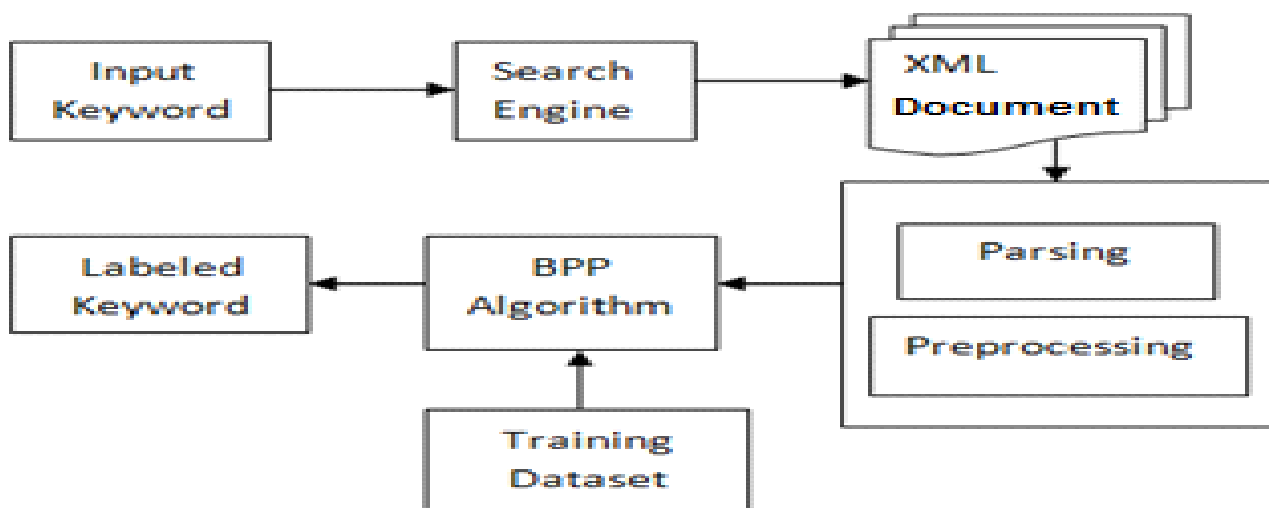 Input
Keyword
Search
Engine
XML
Document
Parsing
Preprocessing
BPP
Algorithm
Labeled
Keyword
Training
Dataset